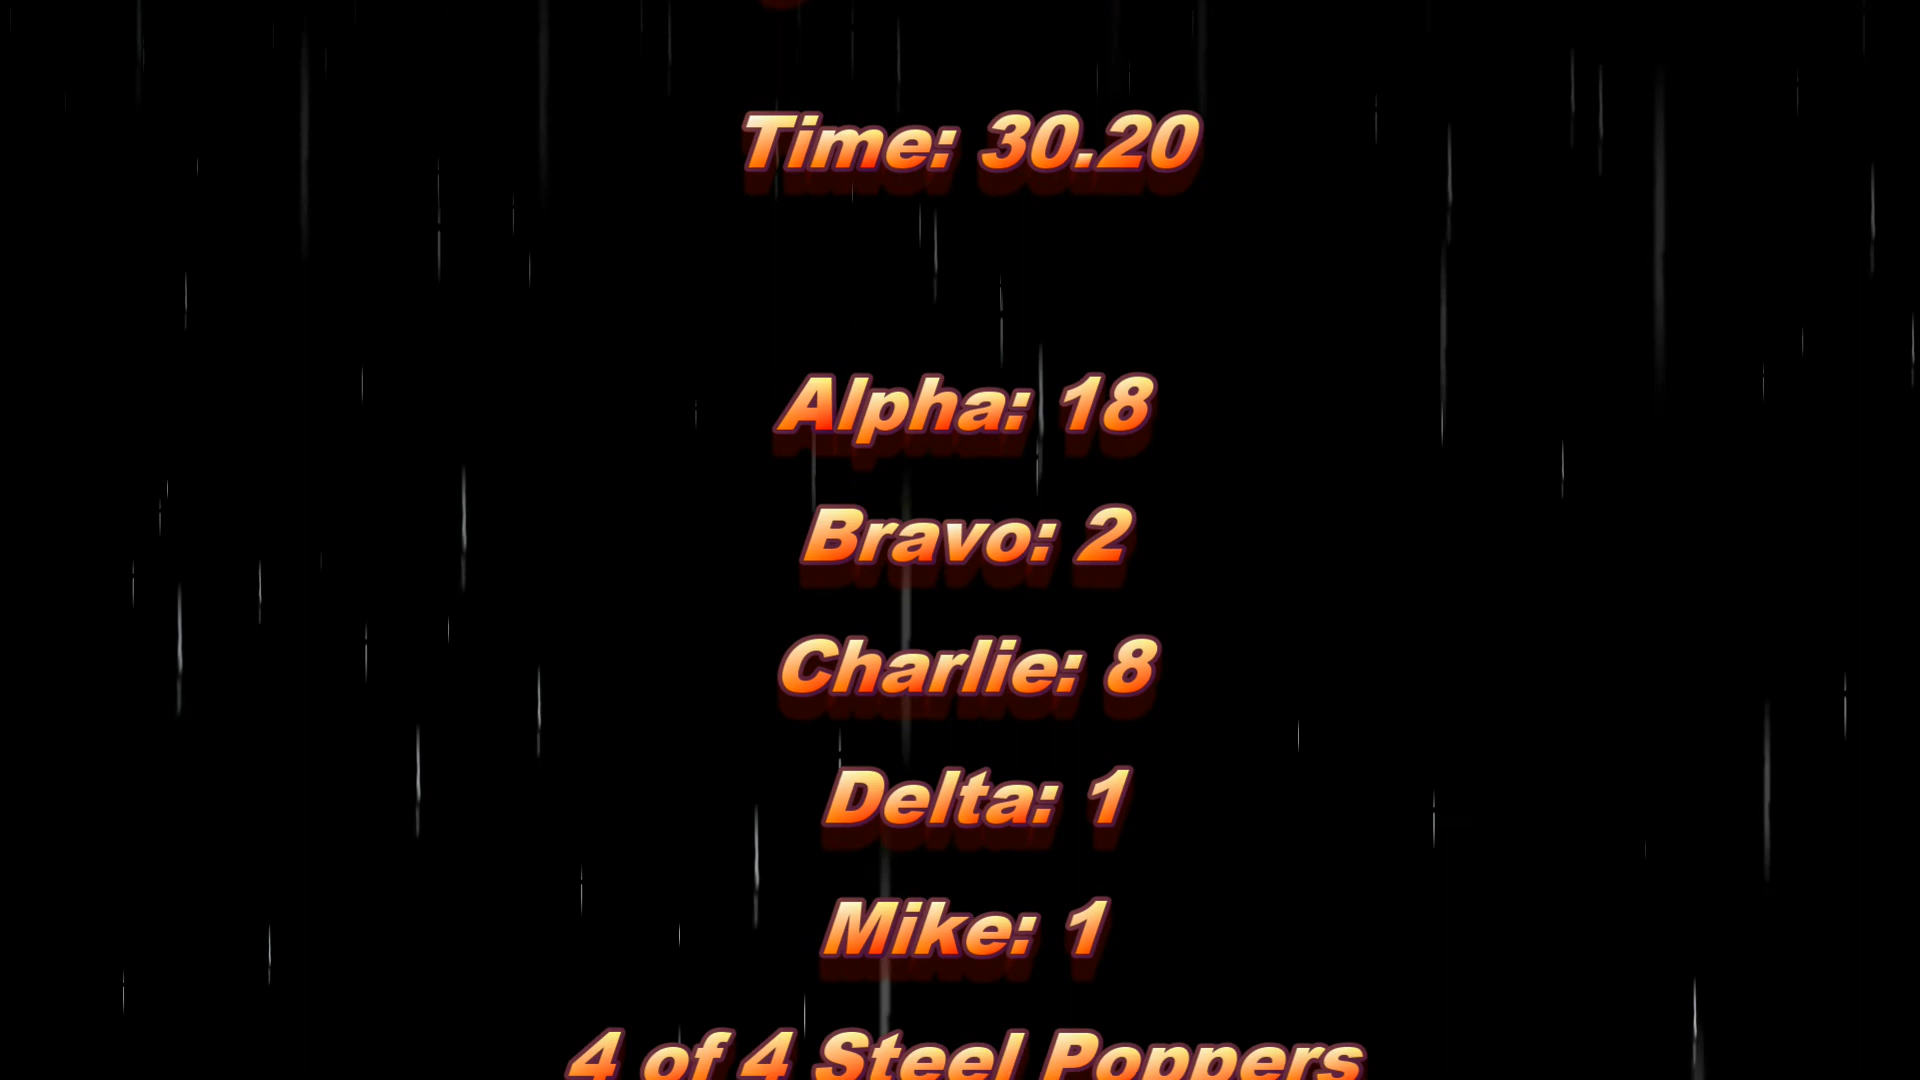 Time: 30.20
Alpha: 18
Bravo: 2
Charlie: 8
Delta: 1
Mike: 1
4 of 4 Steel Poppers